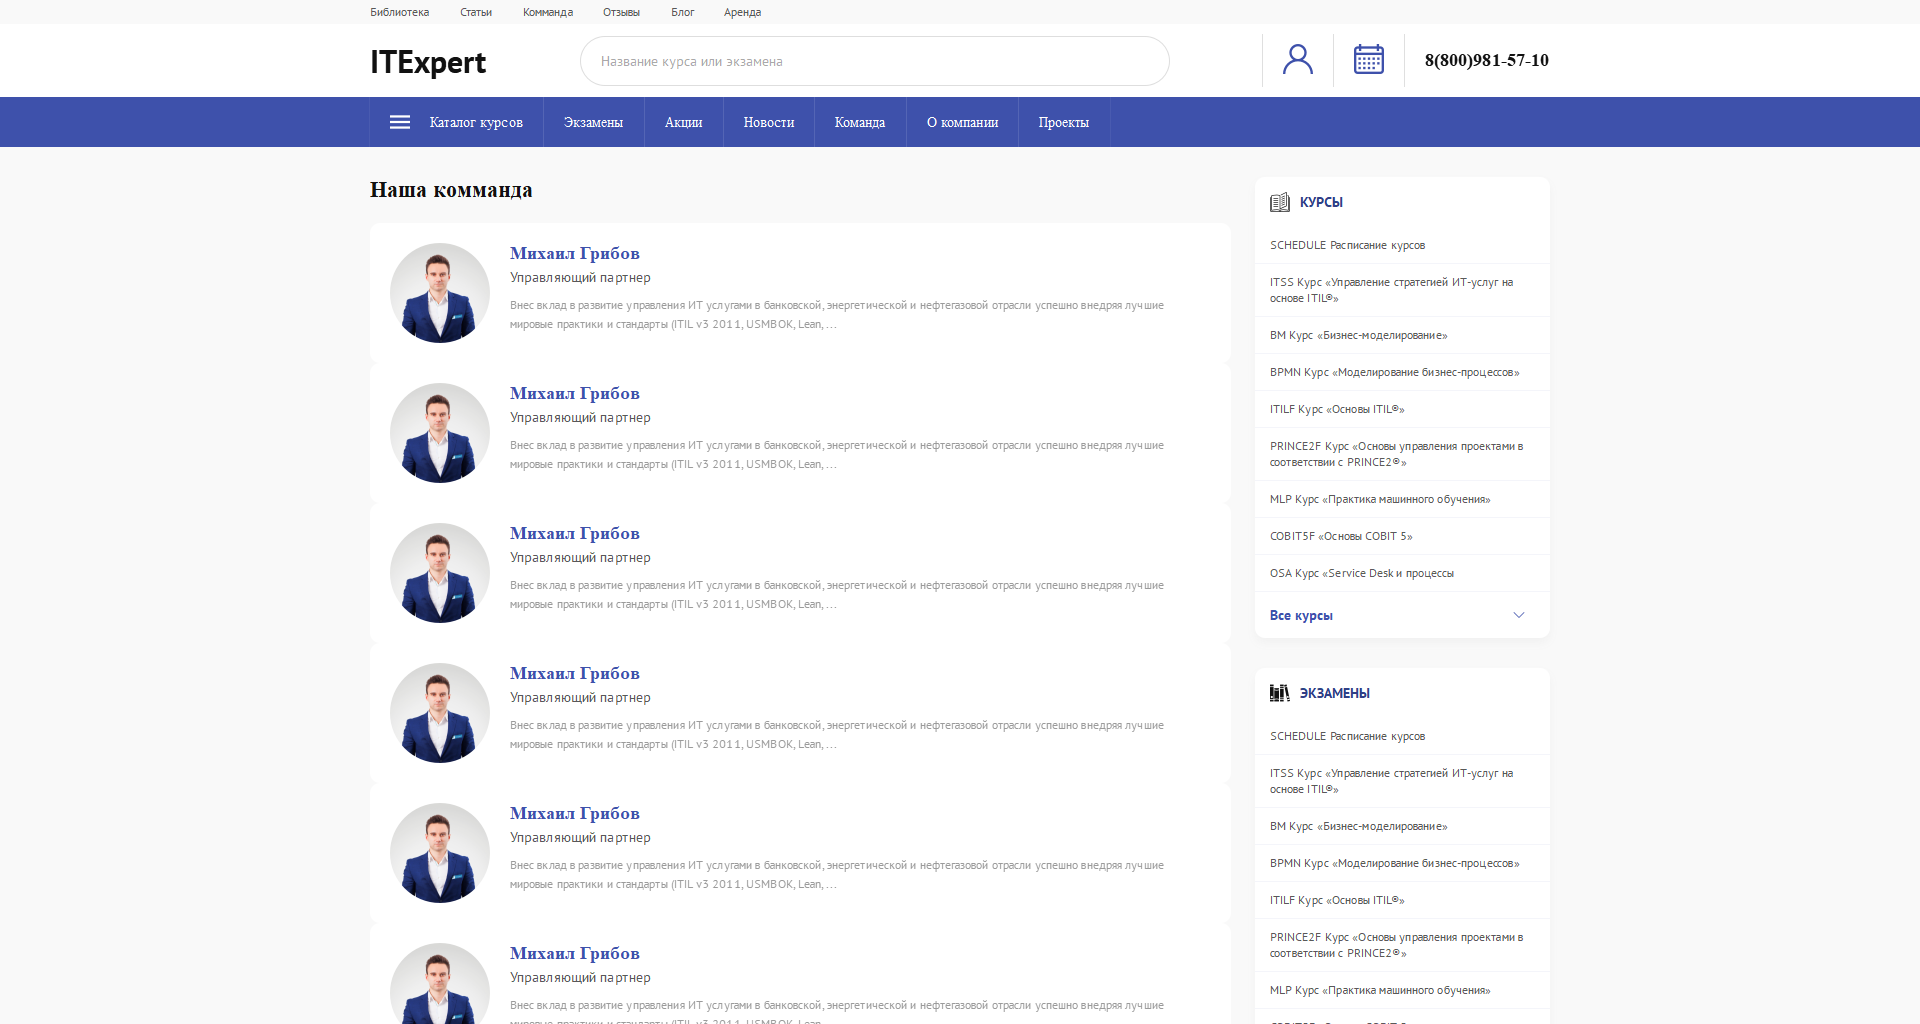 Библиотека
Статьи
Комманда
Отзывы
Блог
Аренда
ITExpert
Название курса или экзамена
8(800)981-57-10
Каталог курсов
Экзамены
Акции
Новости
Команда
О компании
Проекты
Наша комманда
Михаил Грибов
Управляющий партнер
Внес вклад в развитие управления ИТ услугами в банковской, энергетической и нефтегазовой отрасли успешно внедряя лучшие
мировые практики и стандарты (ITIL v3 2011, USMBOK, Lean, ...
Михаил Грибов
Управляющий партнер
Внес вклад в развитие управления ИТ услугами в банковской, энергетической и нефтегазовой отрасли успешно внедряя лучшие
мировые практики и стандарты (ITIL v3 2011, USMBOK, Lean, ...
Михаил Грибов
Управляющий партнер
Внес вклад в развитие управления ИТ услугами в банковской, энергетической и нефтегазовой отрасли успешно внедряя лучшие
мировые практики и стандарты (ITIL v3 2011, USMBOK, Lean, ...
Михаил Грибов
Управляющий партнер
Внес вклад в развитие управления ИТ услугами в банковской, энергетической и нефтегазовой отрасли успешно внедряя лучшие
мировые практики и стандарты (ITIL v3 2011, USMBOK, Lean, ...
Михаил Грибов
Управляющий партнер
Внес вклад в развитие управления ИТ услугами в банковской, энергетической и нефтегазовой отрасли успешно внедряя лучшие
мировые практики и стандарты (ITIL v3 2011, USMBOK, Lean, ...
Михаил Грибов
Управляющий партнер
Внес вклад в развитие управления ИТ услугами в банковской, энергетической и нефтегазовой отрасли успешно внедряя лучшие
КУРСЫ
SCHEDULE Расписание курсов
ITSS Курс «Управление стратегией ИТ-услуг на
основе ITIL®»
BM Курс «Бизнес-моделирование»
BPMN Курс «Моделирование бизнес-процессов»
ITILF Курс «Основы ITIL®»
PRINCE2F Курс «Основы управления проектами в
соответствии с PRINCE2®»
MLP Курс «Практика машинного обучения»
COBIT5F «Основы COBIT 5»
OSA Курс «Service Desk и процессы
Все курсы
ЭКЗАМЕНЫ
SCHEDULE Расписание курсов
ITSS Курс «Управление стратегией ИТ-услуг на
основе ITIL®»
BM Курс «Бизнес-моделирование»
BPMN Курс «Моделирование бизнес-процессов»
ITILF Курс «Основы ITIL®»
PRINCE2F Курс «Основы управления проектами в
соответствии с PRINCE2®»
MLP Курс «Практика машинного обучения»